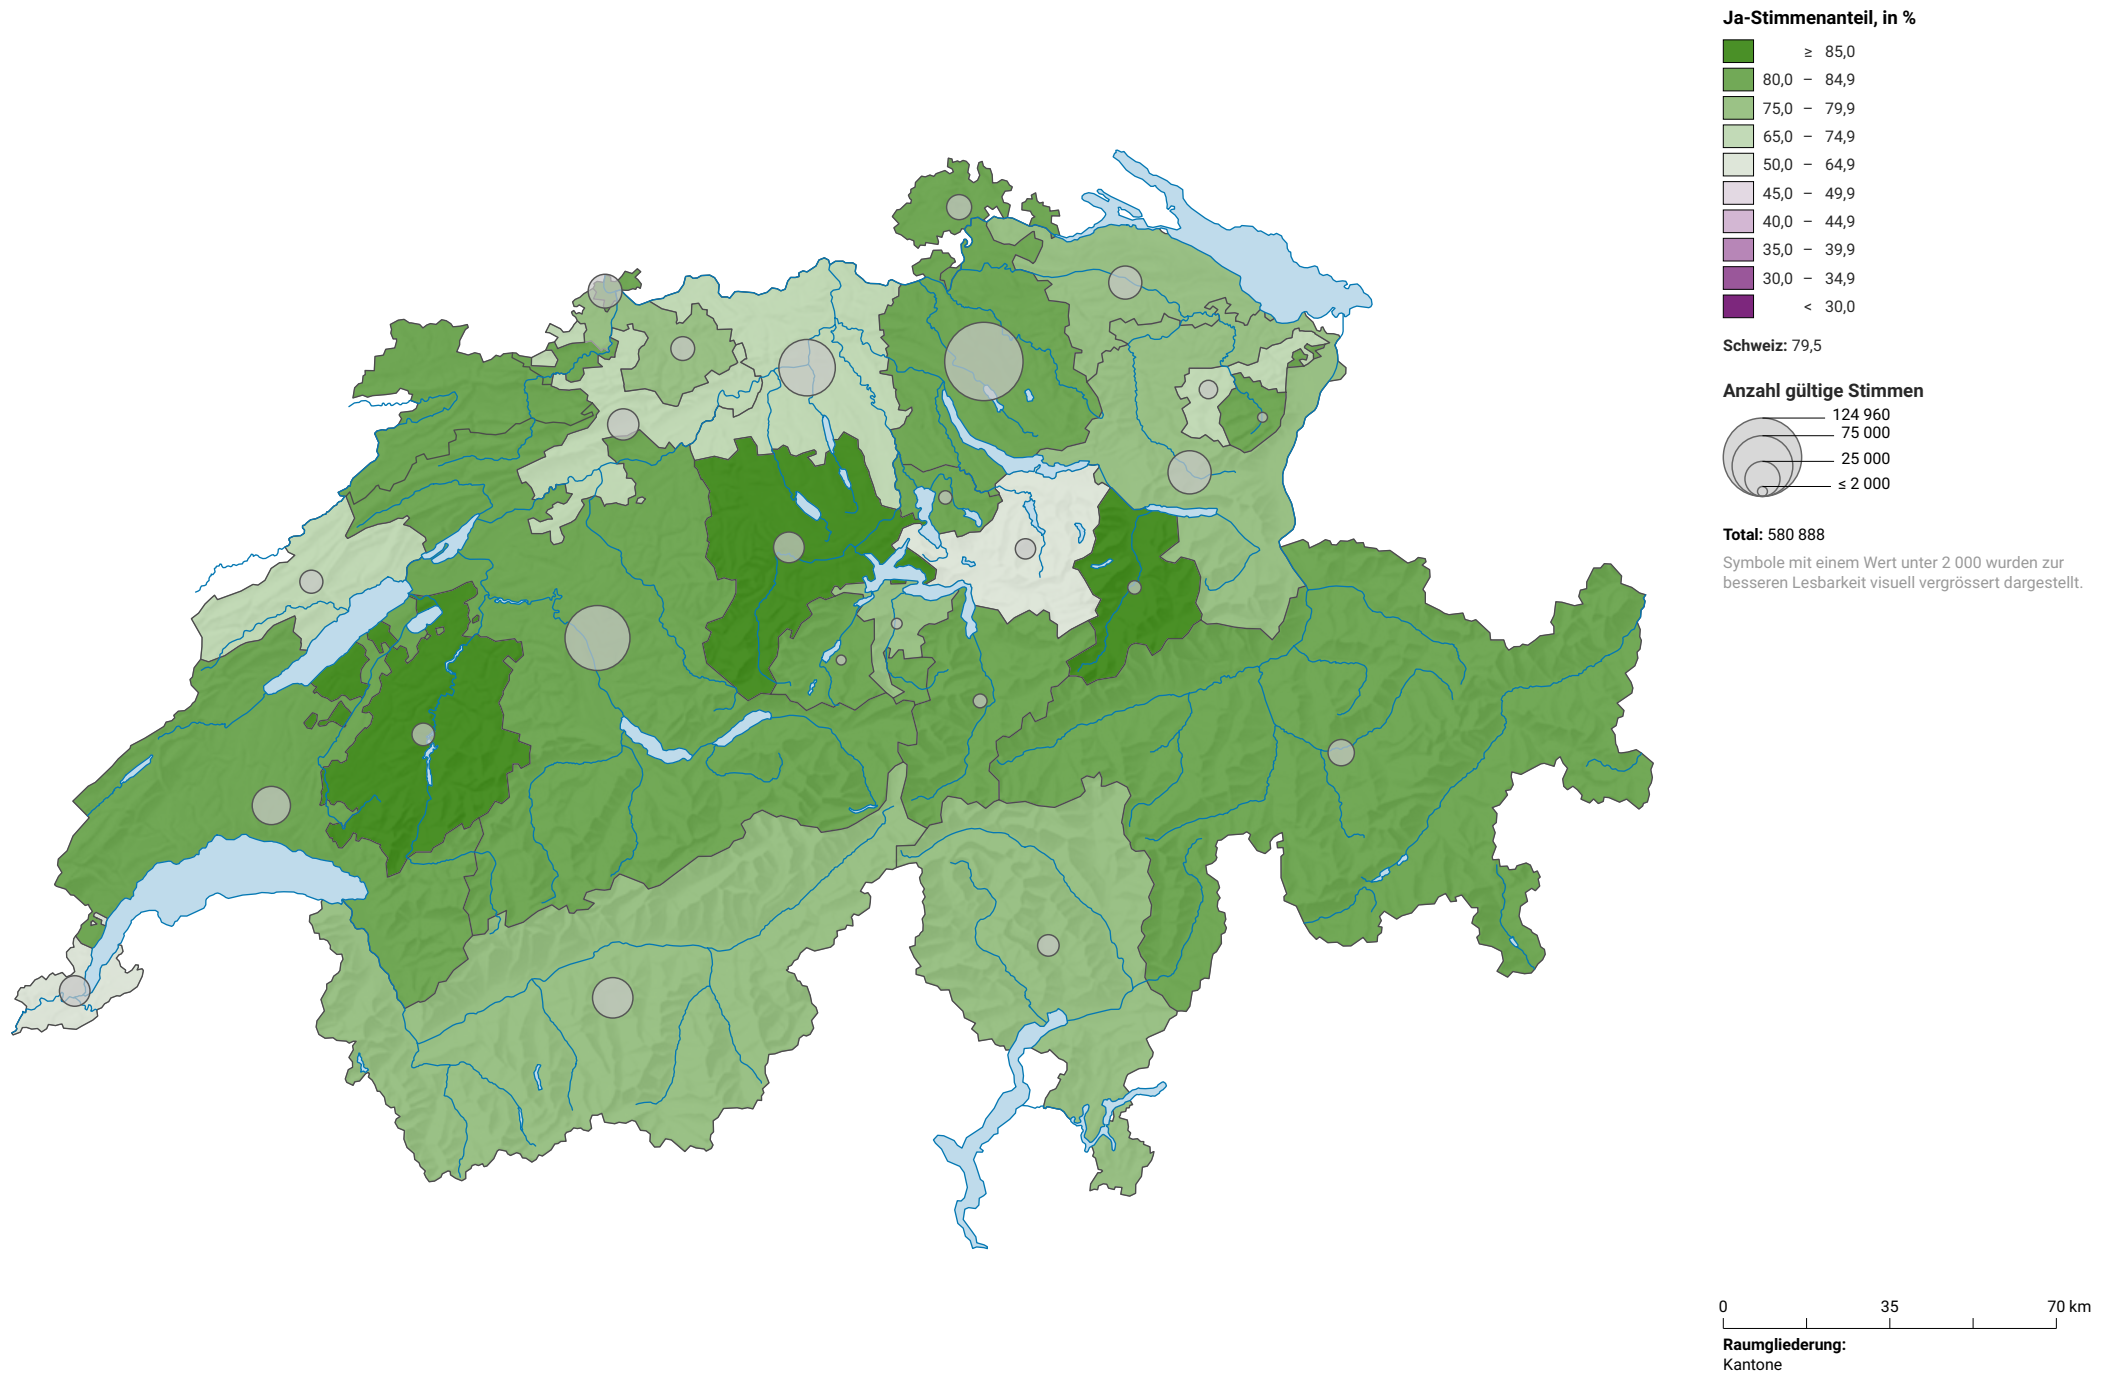 Ja-Stimmenanteil, in %
≥ 85,0
80,0 – 84,9
75,0 – 79,9
65,0 – 74,9
50,0 – 64,9
45,0 – 49,9
40,0 – 44,9
35,0 – 39,9
30,0 – 34,9
< 30,0
Schweiz: 79,5
Anzahl gültige Stimmen
124 960
75 000
25 000
≤ 2 000
Total: 580 888
Symbole mit einem Wert unter 2 000 wurden zur
besseren Lesbarkeit visuell vergrössert dargestellt.
0 35 70 km
Raumgliederung:
Kantone